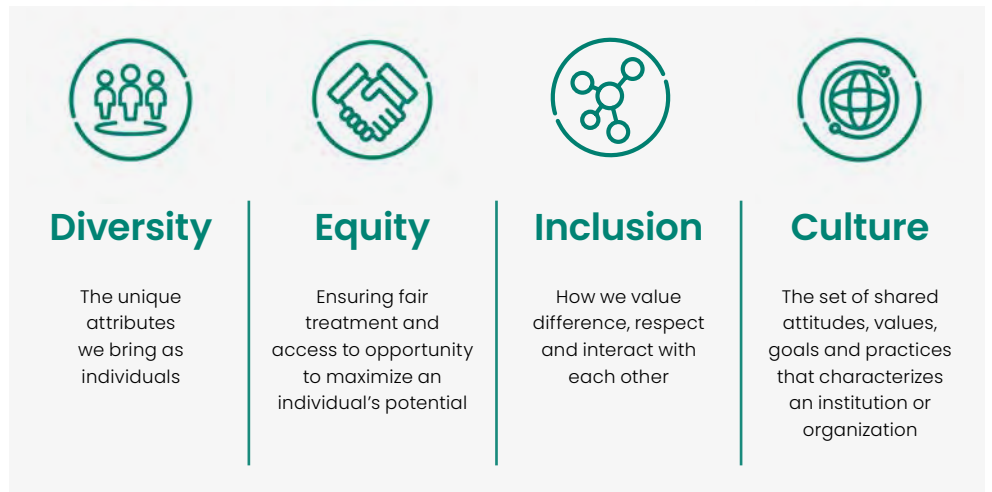 Diversity
The unique
attributes
we bring as
individuals
Equity
Ensuring fair
treatment and
access to opportunity
to maximize an
individual's potential
Inclusion
How we value
difference, respect
and interact with
each other
Culture
The set of shared
attitudes, values,
goals and practices
that characterizes
an institution or
organization